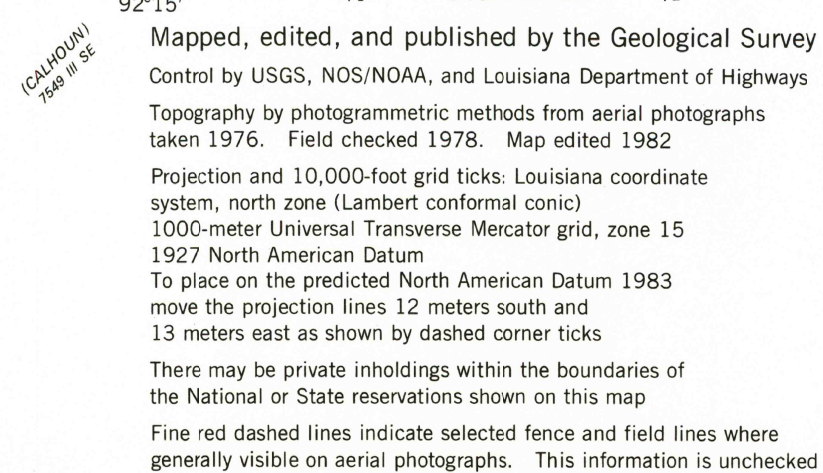 92°15'
(CALHOUN)
7549 III SE
Mapped, edited, and published by the Geological Survey
Control by USGS, NOS/NOAA, and Louisiana Department of Highways
Topography by photogrammetric methods from aerial photographs
taken 1976. Field checked 1978. Map edited 1982
Projection and 10,000-foot grid ticks: Louisiana coordinate
system, north zone (Lambert conformal conic)
1000-meter Universal Transverse Mercator grid, zone 15
1927 North American Datum
To place on the predicted North American Datum 1983
move the projection lines 12 meters south and
13 meters east as shown by dashed corner ticks
There may be private inholdings within the boundaries of
the National or State reservations shown on this map
Fine red dashed lines indicate selected fence and field lines where
generally visible on aerial photographs. This information is unchecked